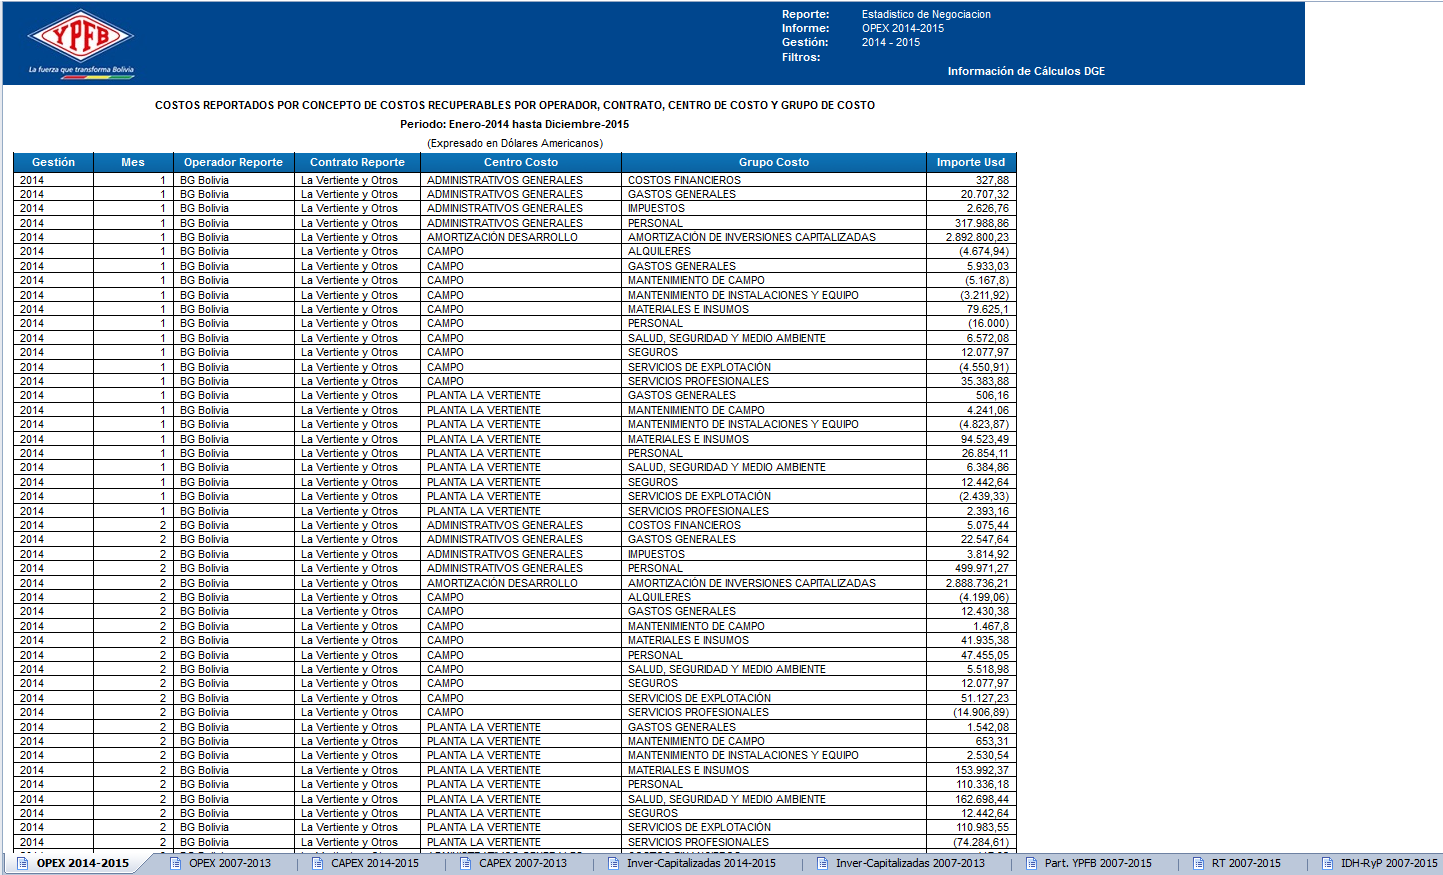 YPFB
La fuerza que transforma Bolivia
Reporte: Estadistico de Negociacion
Informe: OPEX 2014-2015
Gestión: 2014 - 2015
Filtros:
Información de Cálculos DGE
COSTOS REPORTADOS POR CONCEPTO DE COSTOS RECUPERABLES POR OPERADOR, CONTRATO, CENTRO DE COSTO Y GRUPO DE COSTO
Periodo: Enero-2014 hasta Diciembre-2015
(Expresado en Dólares Americanos)
Gestión Mes Operador Reporte Contrato Reporte Centro Costo Grupo Costo Importe Usd
2014 1 BG Bolivia La Vertiente y Otros ADMINISTRATIVOS GENERALES COSTOS FINANCIEROS 327,88
2014 1 BG Bolivia La Vertiente y Otros ADMINISTRATIVOS GENERALES GASTOS GENERALES 20.707,32
2014 1 BG Bolivia La Vertiente y Otros ADMINISTRATIVOS GENERALES IMPUESTOS 2.626,76
2014 1 BG Bolivia La Vertiente y Otros ADMINISTRATIVOS GENERALES PERSONAL 317.988,86
2014 1 BG Bolivia La Vertiente y Otros AMORTIZACIÓN DESARROLLO AMORTIZACIÓN DE INVERSIONES CAPITALIZADAS 2.892.800,23
2014 1 BG Bolivia La Vertiente y Otros CAMPO ALQUILERES (4.674,94)
2014 1 BG Bolivia La Vertiente y Otros CAMPO GASTOS GENERALES 5.933,03
2014 1 BG Bolivia La Vertiente y Otros CAMPO MANTENIMIENTO DE CAMPO (5.167,8)
2014 1 BG Bolivia La Vertiente y Otros CAMPO MANTENIMIENTO DE INSTALACIONES Y EQUIPO (3.211,92)
2014 1 BG Bolivia La Vertiente y Otros CAMPO MATERIALES E INSUMOS 79.625,1
2014 1 BG Bolivia La Vertiente y Otros CAMPO PERSONAL (16.000)
2014 1 BG Bolivia La Vertiente y Otros CAMPO SALUD, SEGURIDAD Y MEDIO AMBIENTE 6.572,08
2014 1 BG Bolivia La Vertiente y Otros CAMPO SEGUROS 12.077,97
2014 1 BG Bolivia La Vertiente y Otros CAMPO SERVICIOS DE EXPLOTACIÓN (4.550,91)
2014 1 BG Bolivia La Vertiente y Otros CAMPO SERVICIOS PROFESIONALES 35.383,88
2014 1 BG Bolivia La Vertiente y Otros PLANTA LA VERTIENTE GASTOS GENERALES 506,16
2014 1 BG Bolivia La Vertiente y Otros PLANTA LA VERTIENTE MANTENIMIENTO DE CAMPO 4.241,06
2014 1 BG Bolivia La Vertiente y Otros PLANTA LA VERTIENTE MANTENIMIENTO DE INSTALACIONES Y EQUIPO (4.823,87)
2014 1 BG Bolivia La Vertiente y Otros PLANTA LA VERTIENTE MATERIALES E INSUMOS 94.523,49
2014 1 BG Bolivia La Vertiente y Otros PLANTA LA VERTIENTE PERSONAL 26.854,11
2014 1 BG Bolivia La Vertiente y Otros PLANTA LA VERTIENTE SALUD, SEGURIDAD Y MEDIO AMBIENTE 6.384,86
2014 1 BG Bolivia La Vertiente y Otros PLANTA LA VERTIENTE SEGUROS 12.442,64
2014 1 BG Bolivia La Vertiente y Otros PLANTA LA VERTIENTE SERVICIOS DE EXPLOTACIÓN (2.439,33)
2014 1 BG Bolivia La Vertiente y Otros PLANTA LA VERTIENTE SERVICIOS PROFESIONALES 2.393,16
2014 2 BG Bolivia La Vertiente y Otros ADMINISTRATIVOS GENERALES COSTOS FINANCIEROS 5.075,44
2014 2 BG Bolivia La Vertiente y Otros ADMINISTRATIVOS GENERALES GASTOS GENERALES 22.547,64
2014 2 BG Bolivia La Vertiente y Otros ADMINISTRATIVOS GENERALES IMPUESTOS 3.814,92
2014 2 BG Bolivia La Vertiente y Otros ADMINISTRATIVOS GENERALES PERSONAL 499.971,27
2014 2 BG Bolivia La Vertiente y Otros AMORTIZACIÓN DESARROLLO AMORTIZACIÓN DE INVERSIONES CAPITALIZADAS 2.888.736,21
2014 2 BG Bolivia La Vertiente y Otros CAMPO ALQUILERES (4.199,06)
2014 2 BG Bolivia La Vertiente y Otros CAMPO GASTOS GENERALES 12.430,38
2014 2 BG Bolivia La Vertiente y Otros CAMPO MANTENIMIENTO DE CAMPO 1.467,8
2014 2 BG Bolivia La Vertiente y Otros CAMPO MATERIALES E INSUMOS 41.935,38
2014 2 BG Bolivia La Vertiente y Otros CAMPO PERSONAL 47.455,05
2014 2 BG Bolivia La Vertiente y Otros CAMPO SALUD, SEGURIDAD Y MEDIO AMBIENTE 5.518,98
2014 2 BG Bolivia La Vertiente y Otros CAMPO SEGUROS 12.077,97
2014 2 BG Bolivia La Vertiente y Otros CAMPO SERVICIOS DE EXPLOTACIÓN 51.127,23
2014 2 BG Bolivia La Vertiente y Otros CAMPO SERVICIOS PROFESIONALES (14.906,89)
2014 2 BG Bolivia La Vertiente y Otros PLANTA LA VERTIENTE GASTOS GENERALES 1.542,08
2014 2 BG Bolivia La Vertiente y Otros PLANTA LA VERTIENTE MANTENIMIENTO DE CAMPO 653,31
2014 2 BG Bolivia La Vertiente y Otros PLANTA LA VERTIENTE MANTENIMIENTO DE INSTALACIONES Y EQUIPO 2.530,54
2014 2 BG Bolivia La Vertiente y Otros PLANTA LA VERTIENTE MATERIALES E INSUMOS 153.992,37
2014 2 BG Bolivia La Vertiente y Otros PLANTA LA VERTIENTE PERSONAL 110.336,18
2014 2 BG Bolivia La Vertiente y Otros PLANTA LA VERTIENTE SALUD, SEGURIDAD Y MEDIO AMBIENTE 162.698,44
2014 2 BG Bolivia La Vertiente y Otros PLANTA LA VERTIENTE SEGUROS 12.442,64
2014 2 BG Bolivia La Vertiente y Otros PLANTA LA VERTIENTE SERVICIOS DE EXPLOTACIÓN 110.983,55
2014 2 BG Bolivia La Vertiente y Otros PLANTA LA VERTIENTE SERVICIOS PROFESIONALES (74.284,61)
OPEX 2014-2015 OPEX 2007-2013 CAPEX 2014-2015 CAPEX 2007-2013 Inver-Capitalizadas 2014-2015 Inver-Capitalizadas 2007-2013 Part. YPFB 2007-2015 RT 2007-2015 IDH-RyP 2007-2015